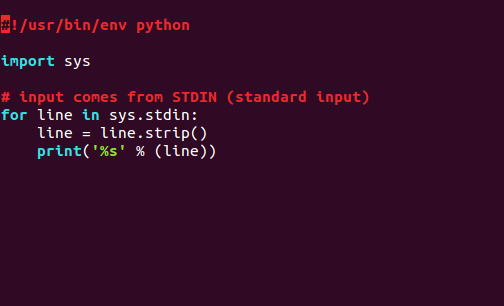 #!/usr/bin/env python
import sys
# input comes from STDIN (standard input)
for line in sys.stdin:
    line = line.strip()
    print('%s' % (line))